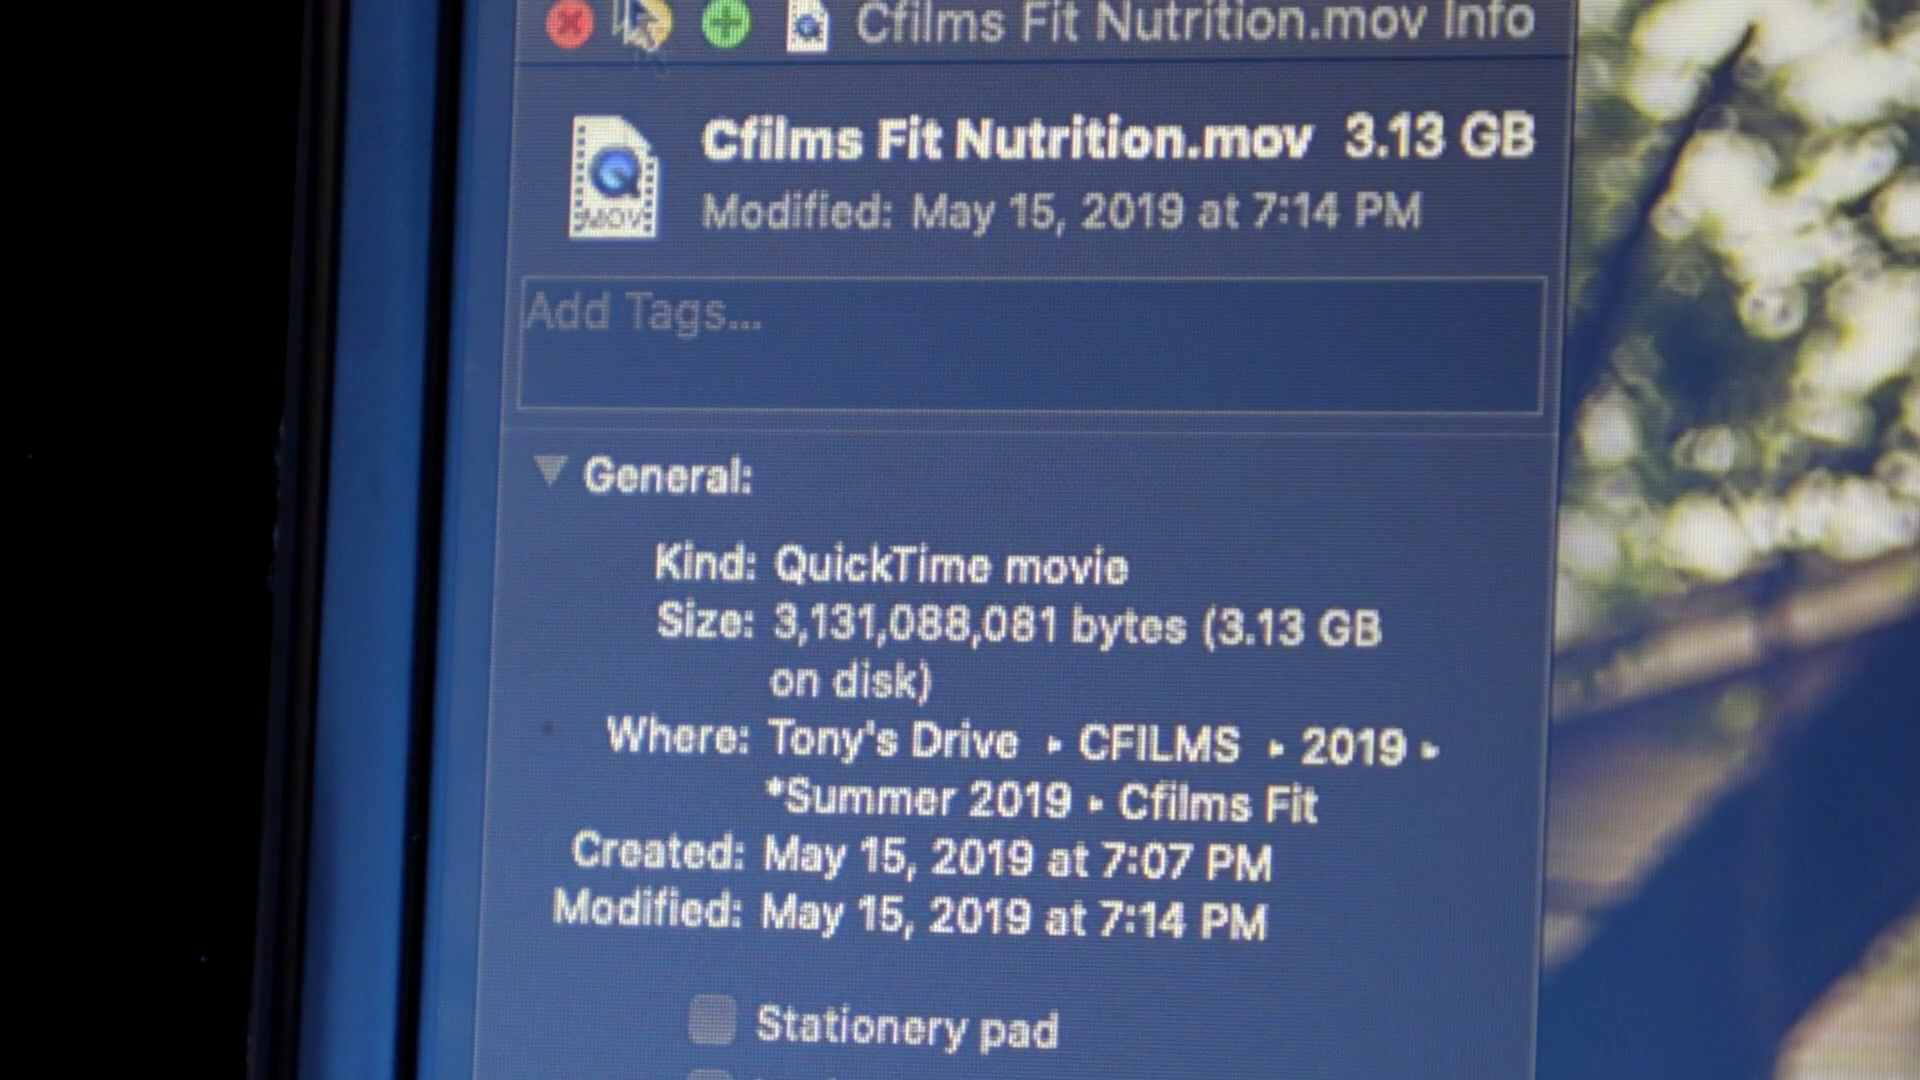 Cfilms Fit Nutrition.mov Info
Cfilms Fit Nutrition.mov 3.13 GB
Modified: May 15, 2019 at 7:14 PM
MOV
Add Tags...
General:
Kind: QuickTime movie
Size: 3,131,088,081 bytes (3.13 GB
on disk)
Where: Tony's Drive ▸ CFILMS ▸ 2019 ▸
*Summer 2019 ▸ Cfilms Fit
Created: May 15, 2019 at 7:07 PM
Modified: May 15, 2019 at 7:14 PM
Stationery pad